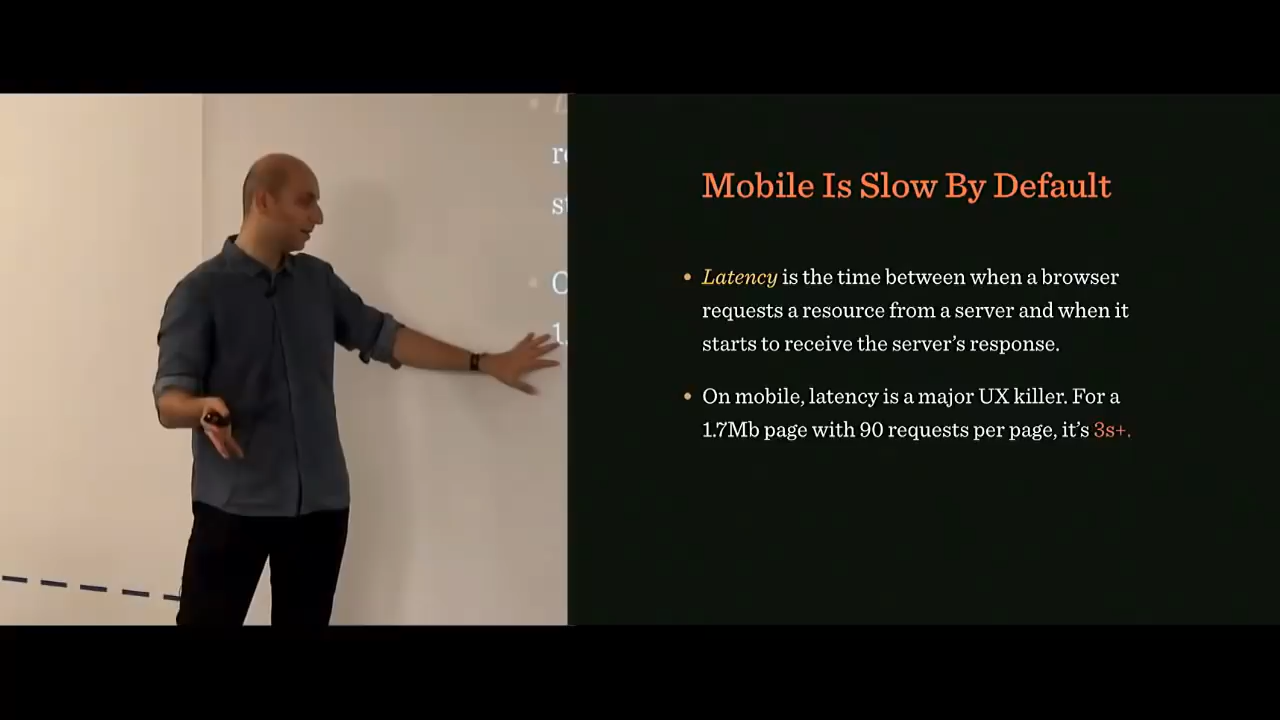 Mobile Is Slow By Default
• Latency is the time between when a browser
requests a resource from a server and when it
starts to receive the server’s response.
• On mobile, latency is a major UX killer. For a
1.7Mb page with 90 requests per page, it’s 3s+.